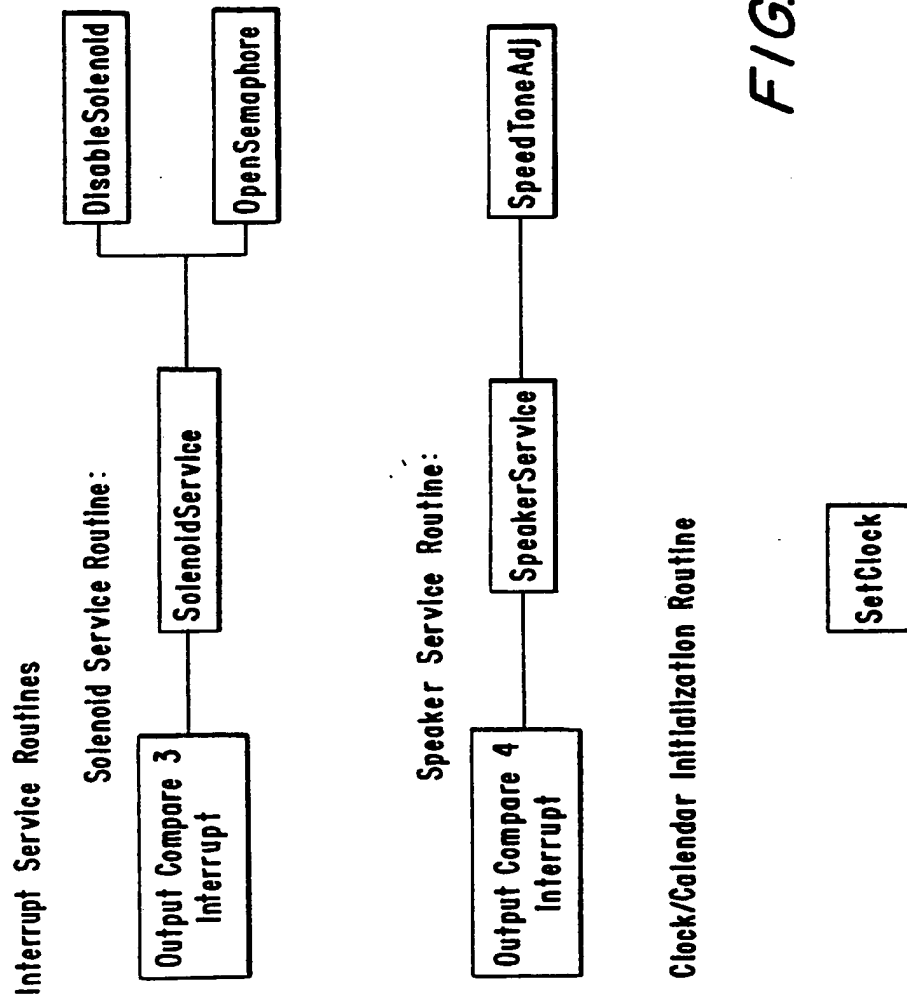 Interrupt Service Routines
Solenoid Service Routine:
Output Compare 3
Interrupt
SolenoidService
DisableSolenoid
OpenSemaphore
Speaker Service Routine:
Output Compare 4
Interrupt
SpeakerService
SpeedToneAdj
Clock/Calendar Initialization Routine
SetClock
FIG.